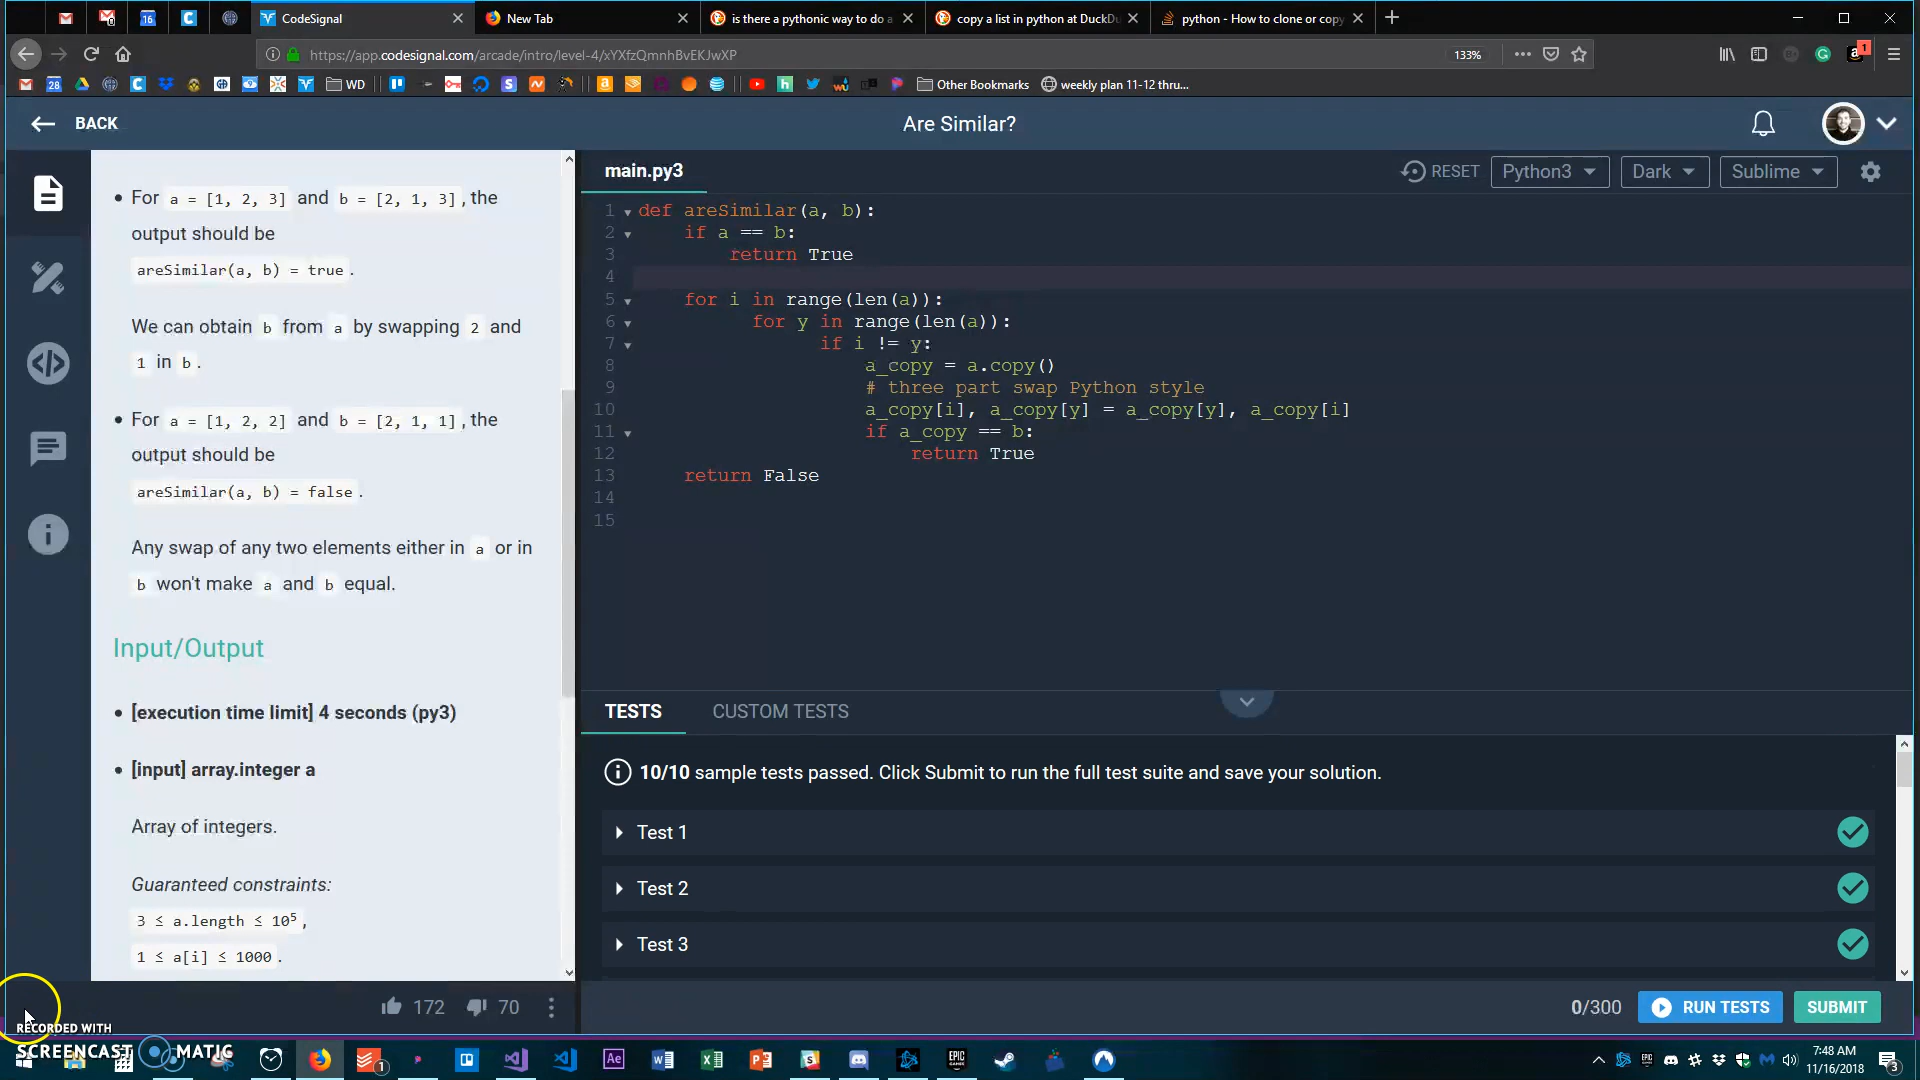 CodeSignal
New Tab
is there a pythonic way to do a
copy a list in python at DuckDu
python - How to clone or copy
https://app.codesignal.com/arcade/intro/level-4/xYXfzQmnhBvEKJwXP
133%
WD
Other Bookmarks
weekly plan 11-12 thru...
BACK
Are Similar?
For a = [1, 2, 3] and b = [2, 1, 3], the
output should be
areSimilar(a, b) = true.
We can obtain b from a by swapping 2 and
1 in b.
For a = [1, 2, 2] and b = [2, 1, 1], the
output should be
areSimilar(a, b) = false.
Any swap of any two elements either in a or in
b won't make a and b equal.
Input/Output
[execution time limit] 4 seconds (py3)
[input] array.integer a
Array of integers.
Guaranteed constraints:
3 ≤ a.length ≤ 10⁵,
1 ≤ a[i] ≤ 1000.
172
70
main.py3
RESET
Python3
Dark
Sublime
1 def areSimilar(a, b):
2 if a == b:
3 return True
4
5 for i in range(len(a)):
6 for y in range(len(a)):
7 if i != y:
8 a_copy = a.copy()
9 # three part swap Python style
10 a_copy[i], a_copy[y] = a_copy[y], a_copy[i]
11 if a_copy == b:
12 return True
13 return False
14
15
TESTS
CUSTOM TESTS
10/10 sample tests passed. Click Submit to run the full test suite and save your solution.
Test 1
Test 2
Test 3
0/300
RUN TESTS
SUBMIT
RECORDED WITH
SCREENCAST MATIC
7:48 AM
11/16/2018